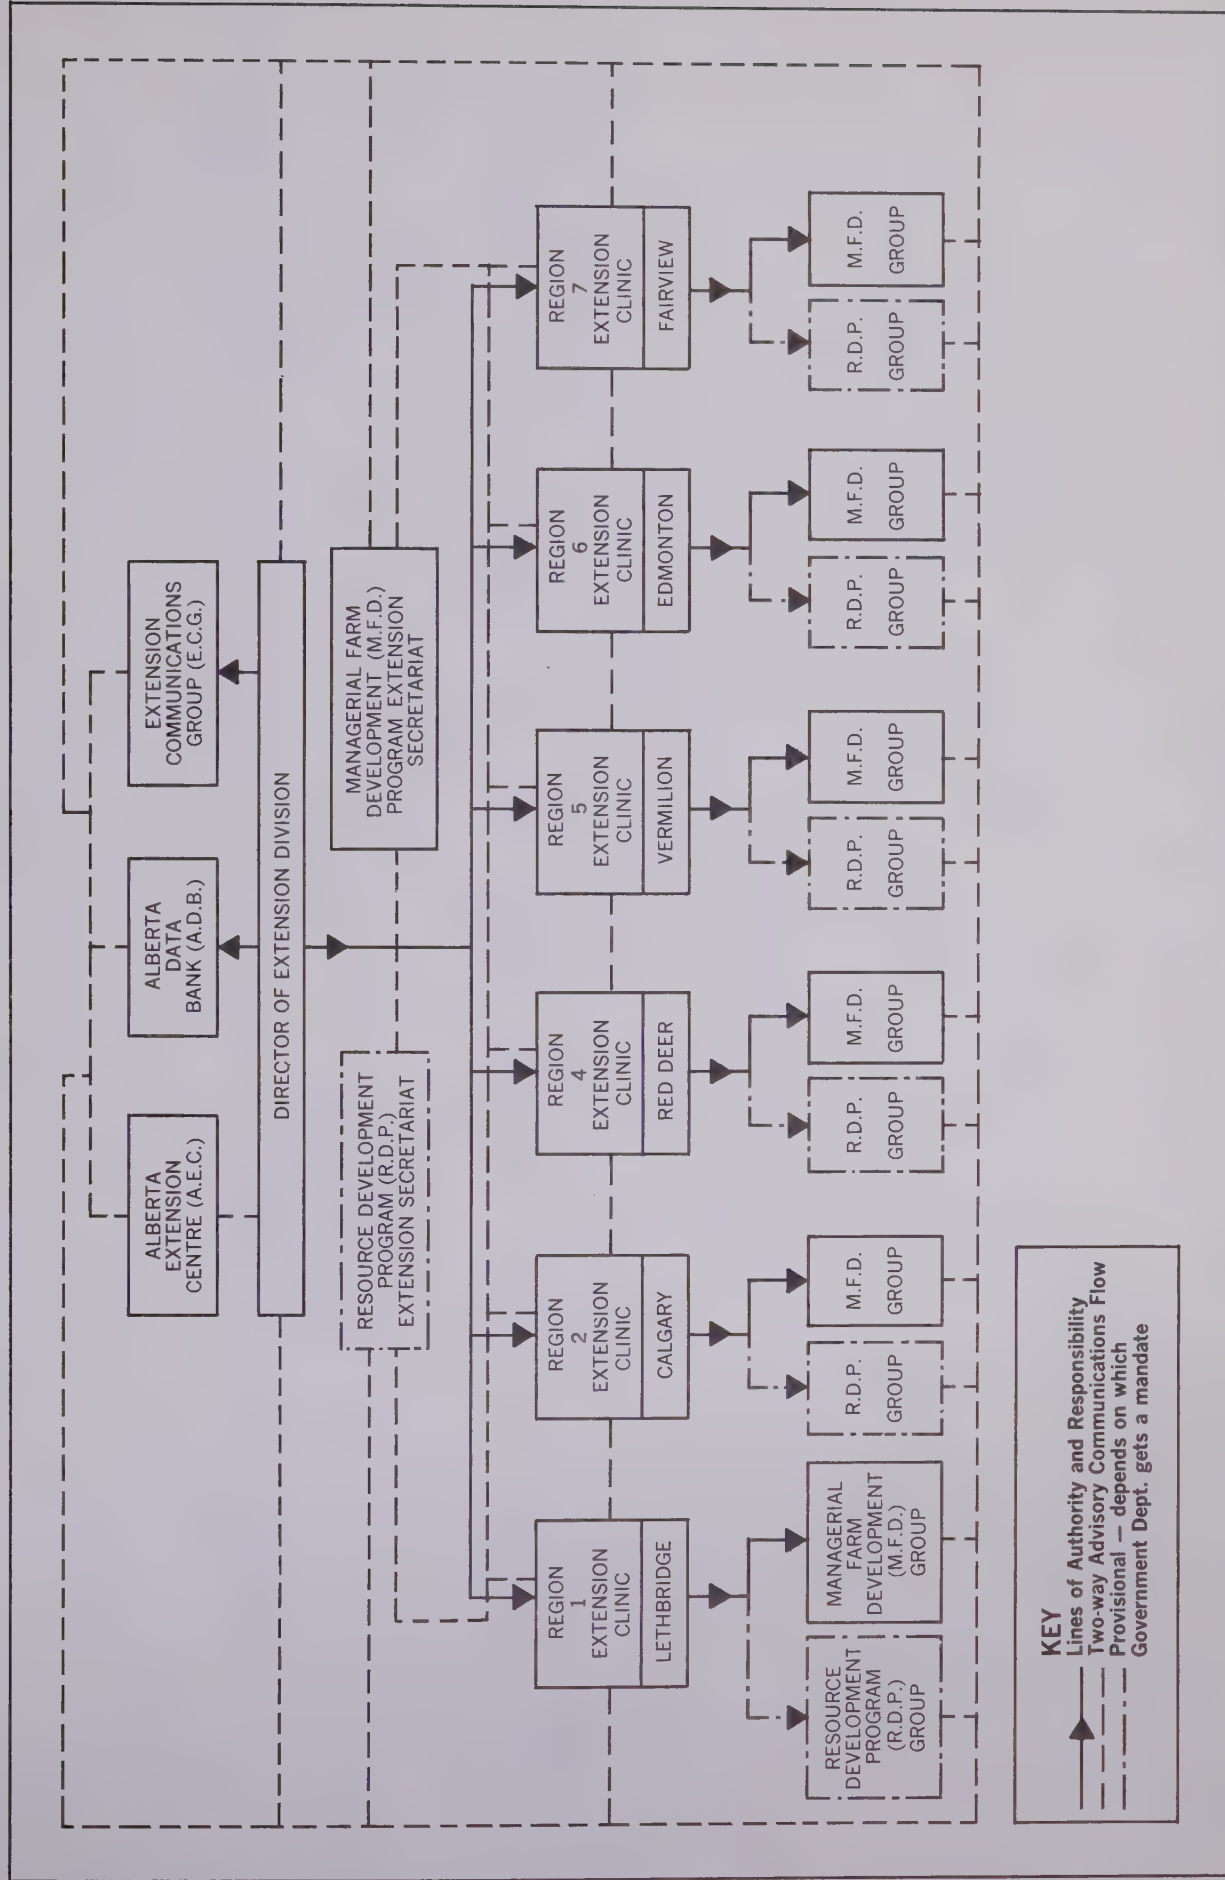 ALBERTA
EXTENSION
CENTRE (A.E.C.)
ALBERTA
DATA
BANK (A.D.B.)
EXTENSION
COMMUNICATIONS
GROUP (E.C.G.)
DIRECTOR OF EXTENSION DIVISION
RESOURCE DEVELOPMENT
PROGRAM (R.D.P.)
EXTENSION SECRETARIAT
MANAGERIAL FARM
DEVELOPMENT (M.F.D.)
PROGRAM EXTENSION
SECRETARIAT
REGION
1
EXTENSION
CLINIC
LETHBRIDGE
REGION
2
EXTENSION
CLINIC
CALGARY
REGION
4
EXTENSION
CLINIC
RED DEER
REGION
5
EXTENSION
CLINIC
VERMILION
REGION
6
EXTENSION
CLINIC
EDMONTON
REGION
7
EXTENSION
CLINIC
FAIRVIEW
RESOURCE
DEVELOPMENT
PROGRAM
(R.D.P.)
GROUP
MANAGERIAL
FARM
DEVELOPMENT
(M.F.D.)
GROUP
R.D.P.
GROUP
M.F.D.
GROUP
R.D.P.
GROUP
M.F.D.
GROUP
R.D.P.
GROUP
M.F.D.
GROUP
R.D.P.
GROUP
M.F.D.
GROUP
R.D.P.
GROUP
M.F.D.
GROUP
KEY
Lines of Authority and Responsibility
Two-way Advisory Communications Flow
Provisional — depends on which
Government Dept. gets a mandate